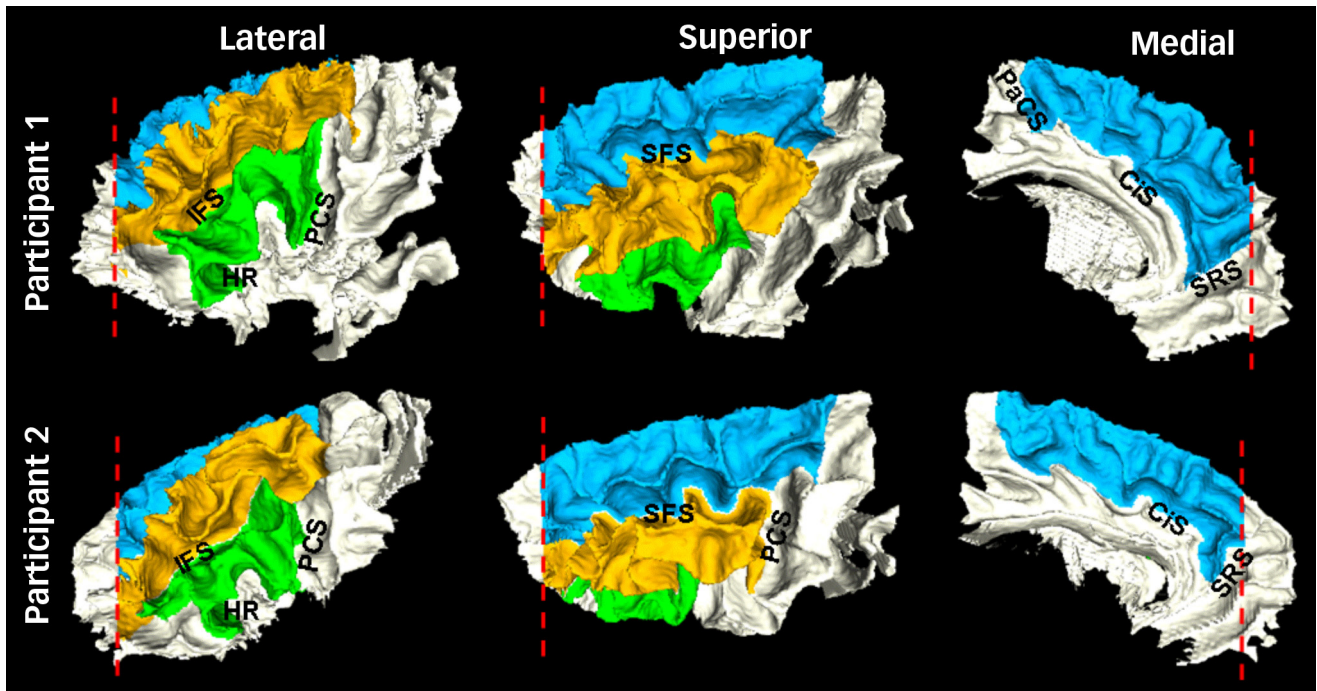 Lateral
Superior
Medial
Participant 1
IFS
PCS
HR
SFS
PaCS
CiS
SRS
Participant 2
IFS
PCS
HR
SFS
PCS
CiS
SRS